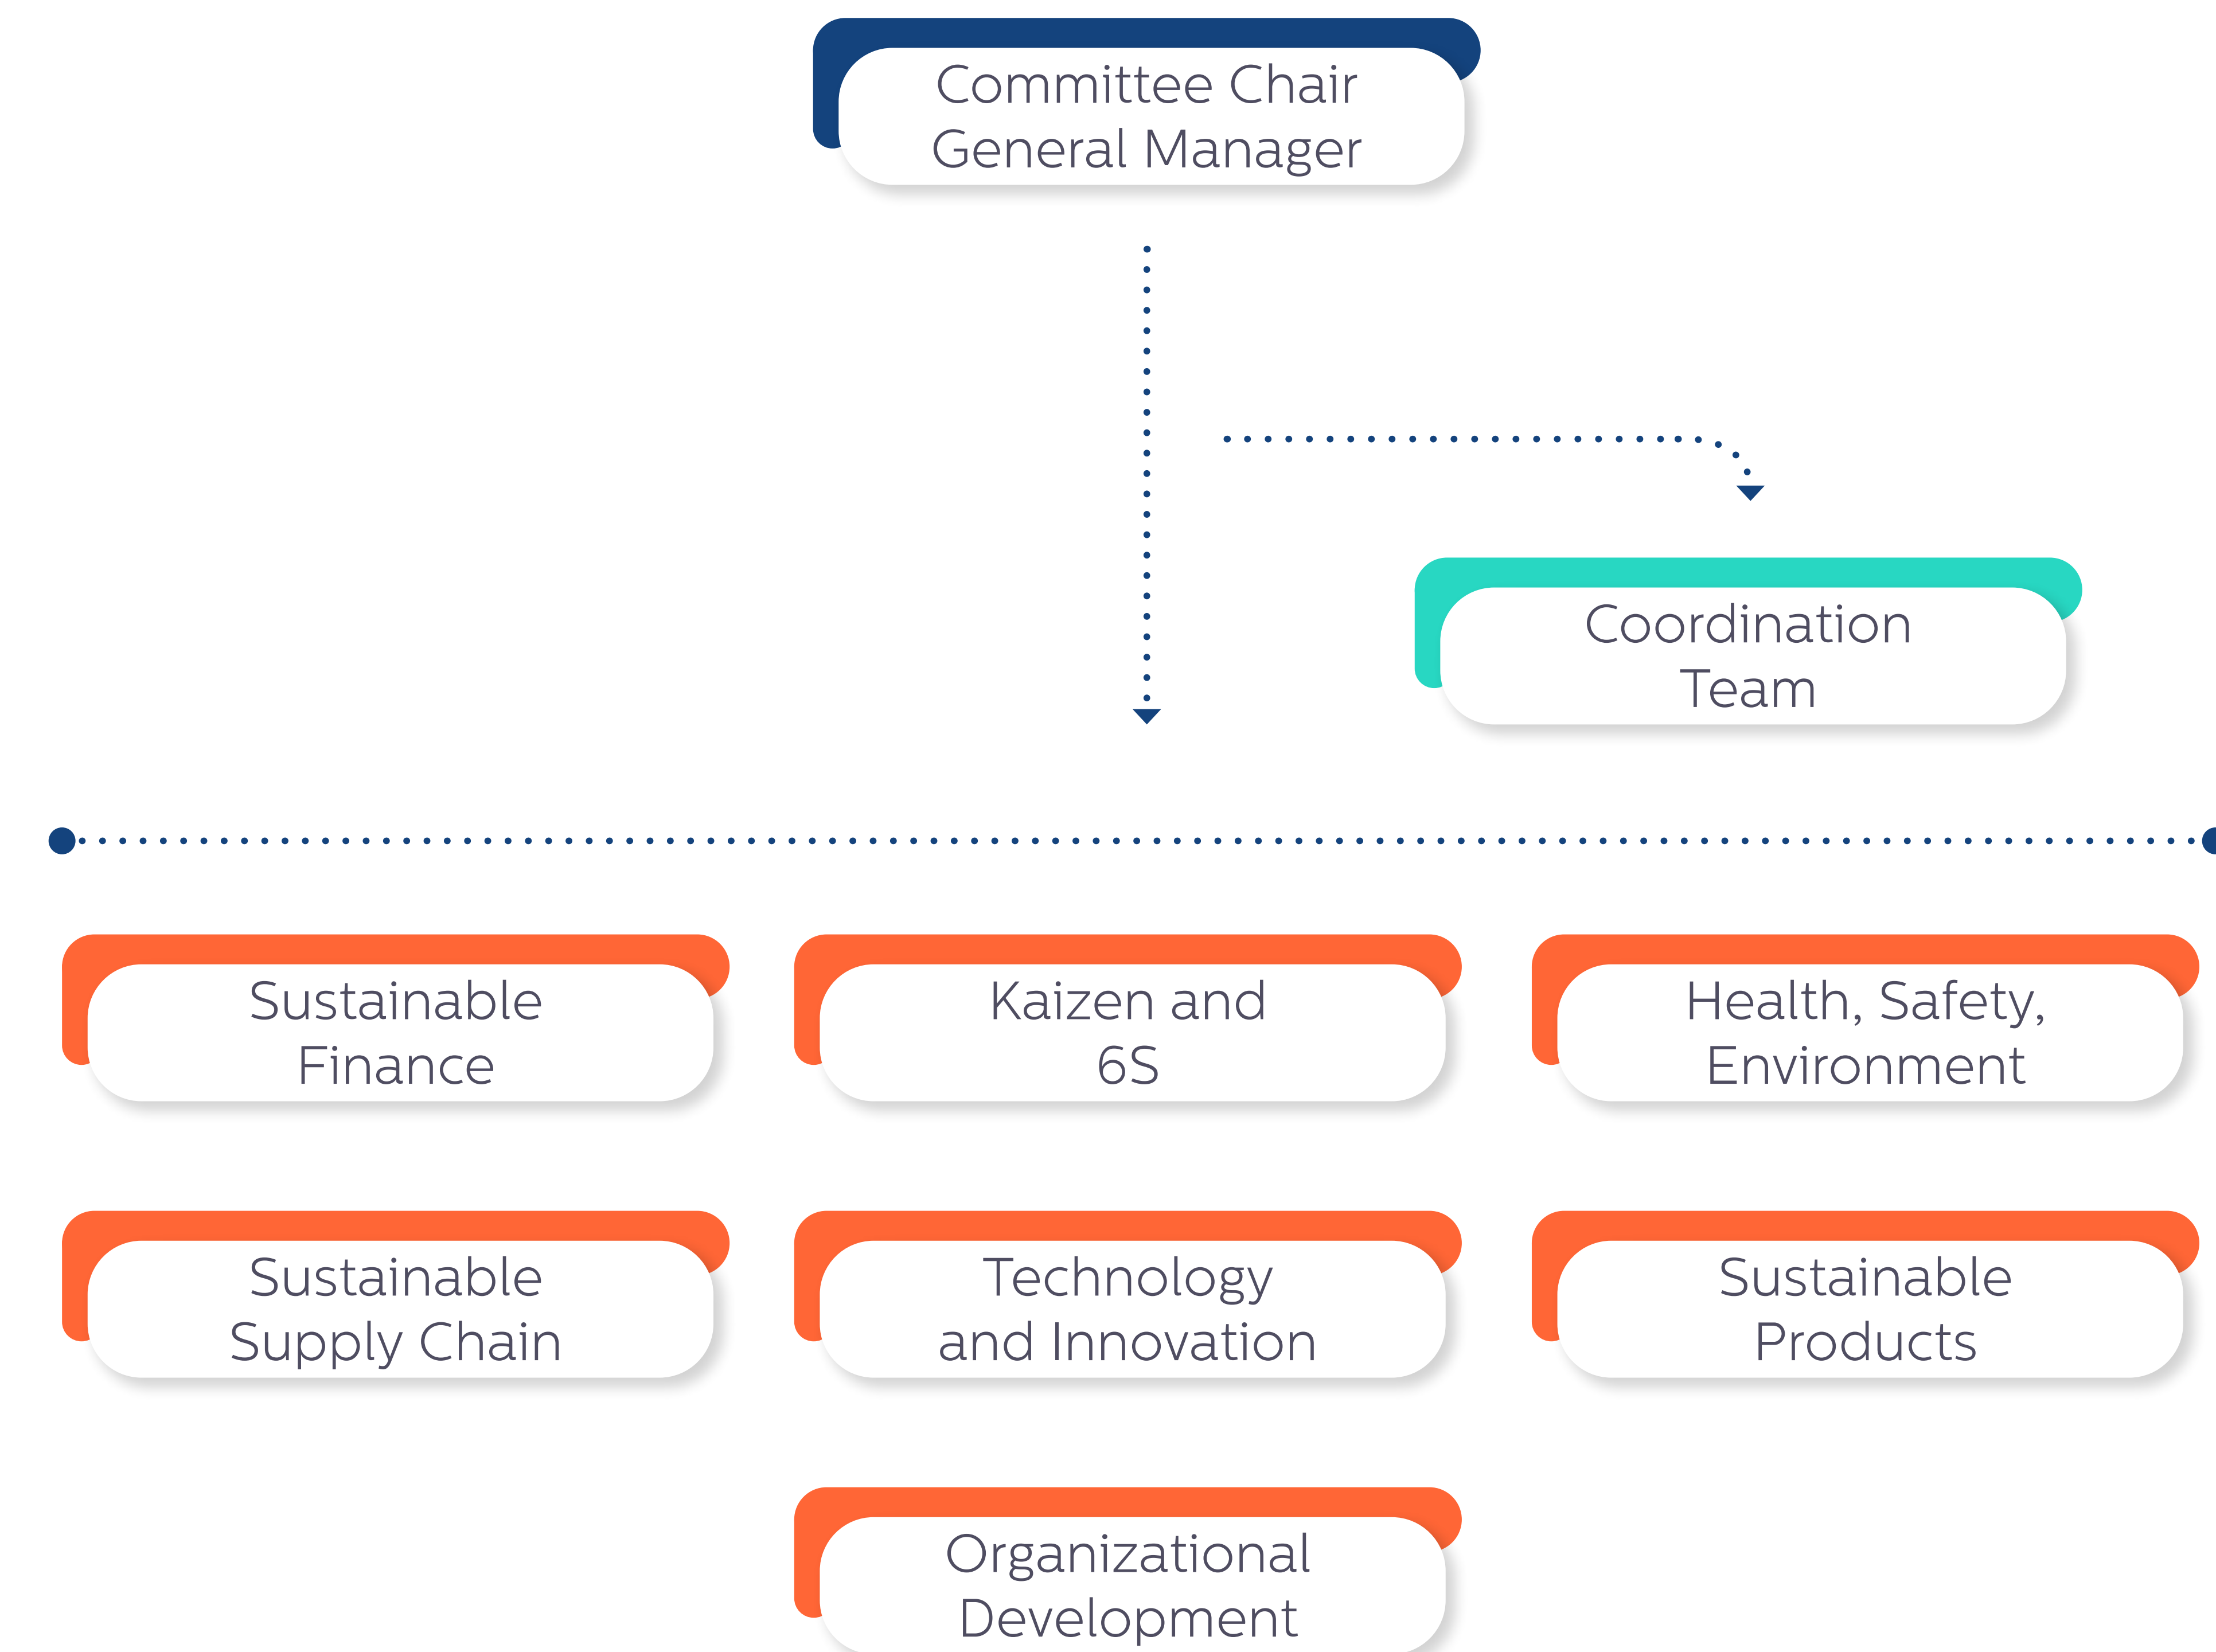 Committee Chair
General Manager
Coordination
Team
Sustainable
Finance
Kaizen and
6S
Health, Safety,
Environment
Sustainable
Supply Chain
Technology
and Innovation
Sustainable
Products
Organizational
Development